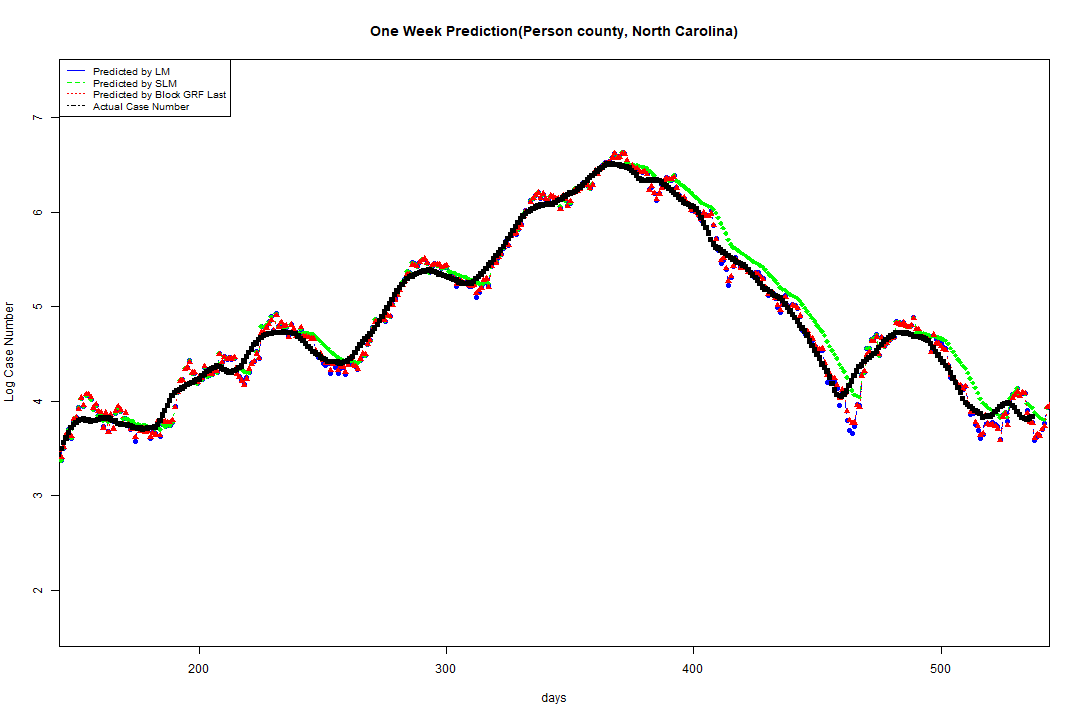 One Week Prediction(Person county, North Carolina)
Predicted by LM
Predicted by SLM
Predicted by Block GRF Last
Actual Case Number
7
6
5
4
3
2
Log Case Number
200 300 400 500
days